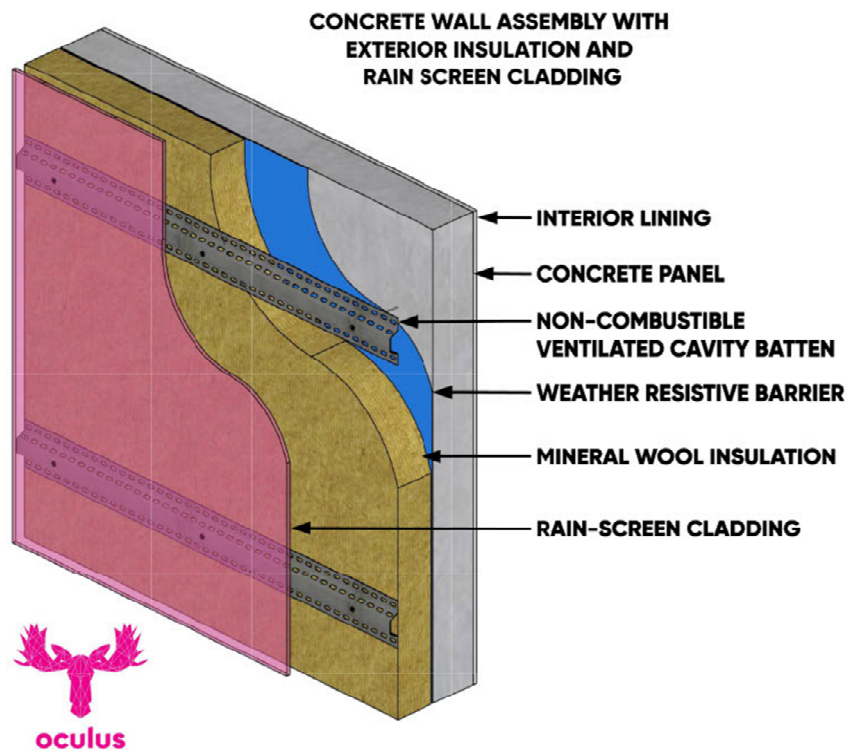 CONCRETE WALL ASSEMBLY WITH
EXTERIOR INSULATION AND
RAIN SCREEN CLADDING
INTERIOR LINING
CONCRETE PANEL
NON-COMBUSTIBLE
VENTILATED CAVITY BATTEN
WEATHER RESISTIVE BARRIER
MINERAL WOOL INSULATION
RAIN-SCREEN CLADDING
oculus